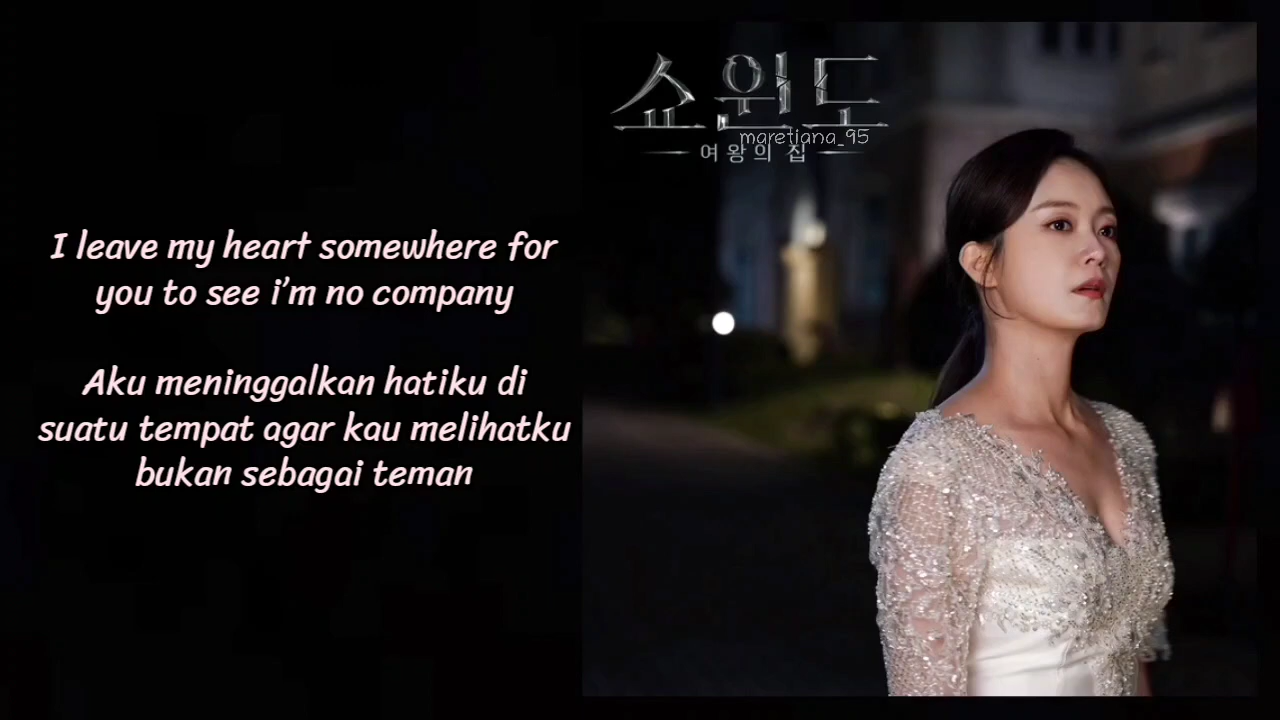 쇼윈도
maretiana_95
여왕의 집
I leave my heart somewhere for
you to see i'm no company
Aku meninggalkan hatiku di
suatu tempat agar kau melihatku
bukan sebagai teman